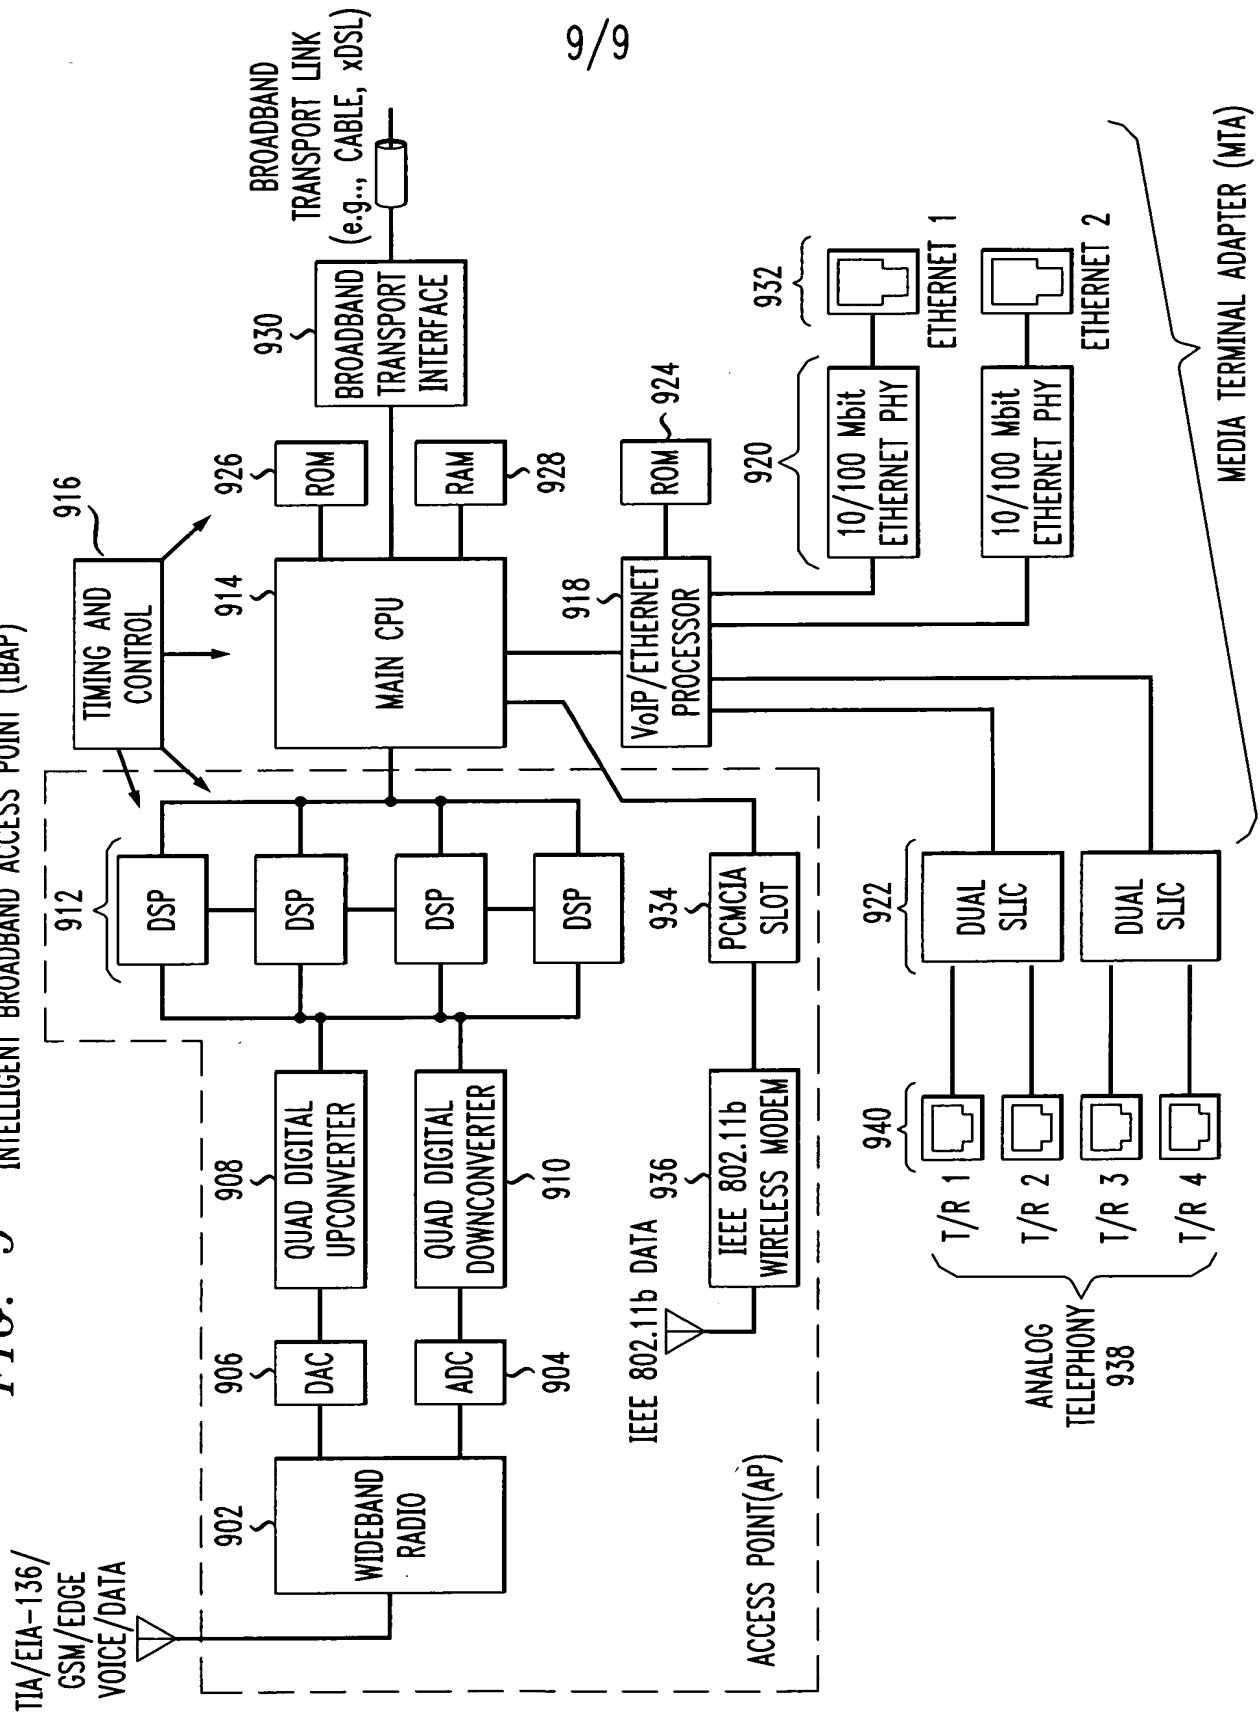 9/9
FIG. 9
INTELLIGENT BROADBAND ACCESS POINT (IBAP)
TIA/EIA-136/
GSM/EDGE
VOICE/DATA
902
WIDEBAND
RADIO
906
DAC
ADC
904
908
QUAD DIGITAL
UPCONVERTER
QUAD DIGITAL
DOWNCONVERTER
910
912
DSP
DSP
DSP
DSP
916
TIMING AND
CONTROL
914
MAIN CPU
926
ROM
RAM
928
930
BROADBAND
TRANSPORT
INTERFACE
BROADBAND
TRANSPORT LINK
(e.g.., CABLE, xDSL)
IEEE 802.11b DATA
936
IEEE 802.11b
WIRELESS MODEM
934
PCMCIA
SLOT
ACCESS POINT(AP)
918
VoIP/ETHERNET
PROCESSOR
ROM
924
920
10/100 Mbit
ETHERNET PHY
10/100 Mbit
ETHERNET PHY
932
ETHERNET 1
ETHERNET 2
922
DUAL
SLIC
DUAL
SLIC
940
T/R 1
T/R 2
T/R 3
T/R 4
ANALOG
TELEPHONY
938
MEDIA TERMINAL ADAPTER (MTA)